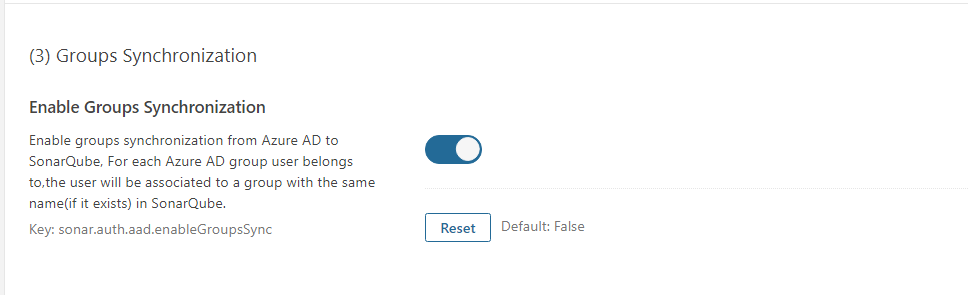 (3) Groups Synchronization
Enable Groups Synchronization
Enable groups synchronization from Azure AD to
SonarQube, For each Azure AD group user belongs
to,the user will be associated to a group with the same
name(if it exists) in SonarQube.
Key: sonar.auth.aad.enableGroupsSync
Reset
Default: False